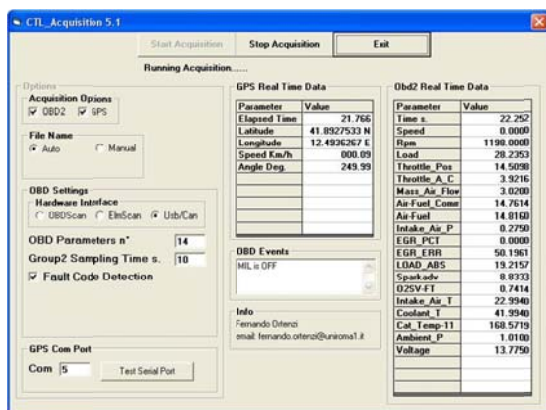 CTL_Acquisition 5.1
Start Acquisition Stop Acquisition Exit
Running Acquisition......
Options
Acquisition Options
OBD2 GPS
File Name
Auto Manual
OBD Settings
Hardware Interface
OBDScan ElmScan Usb/Can
OBD Parameters n° 14
Group2 Sampling Time s. 10
Fault Code Detection
GPS Com Port
Com 5 Test Serial Port
GPS Real Time Data
Parameter Value
Elapsed Time 21.766
Latitude 41.8927533 N
Longitude 12.4936267 E
Speed Km/h 000.09
Angle Deg. 249.99
OBD Events
MIL is OFF
Info
Fernando Ortenzi
email: fernando.ortenzi@uniroma1.it
Obd2 Real Time Data
Parameter Value
Time s. 22.252
Speed 0.0000
Rpm 1198.0000
Load 28.2353
Throttle_Pos 14.5098
Throttle_A_C 3.9216
Mass_Air_Flow 3.0200
Air-Fuel_Comm 14.7614
Air-Fuel 14.8160
Intake_Air_P 0.2750
EGR_PCT 0.0000
EGR_ERR 50.1961
LOAD_ABS 19.2157
Sparkadv 8.8333
O2SV-FT 0.7414
Intake_Air_T 22.9940
Coolant_T 41.9940
Cat_Temp-11 168.5719
Ambient_P 1.0100
Voltage 13.7750